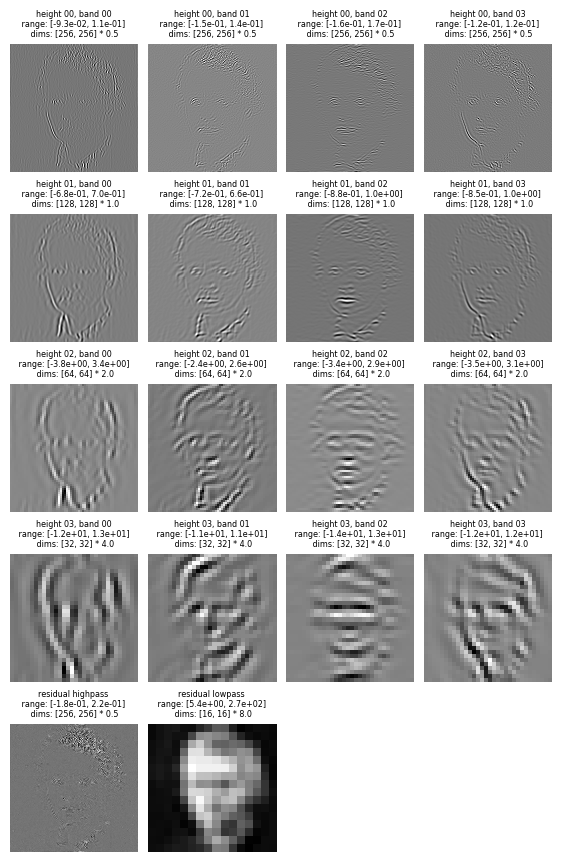 height 00, band 00
range: [-9.3e-02, 1.1e-01]
dims: [256, 256] * 0.5
height 00, band 01
range: [-1.5e-01, 1.4e-01]
dims: [256, 256] * 0.5
height 00, band 02
range: [-1.6e-01, 1.7e-01]
dims: [256, 256] * 0.5
height 00, band 03
range: [-1.2e-01, 1.2e-01]
dims: [256, 256] * 0.5
height 01, band 00
range: [-6.8e-01, 7.0e-01]
dims: [128, 128] * 1.0
height 01, band 01
range: [-7.2e-01, 6.6e-01]
dims: [128, 128] * 1.0
height 01, band 02
range: [-8.8e-01, 1.0e+00]
dims: [128, 128] * 1.0
height 01, band 03
range: [-8.5e-01, 1.0e+00]
dims: [128, 128] * 1.0
height 02, band 00
range: [-3.8e+00, 3.4e+00]
dims: [64, 64] * 2.0
height 02, band 01
range: [-2.4e+00, 2.6e+00]
dims: [64, 64] * 2.0
height 02, band 02
range: [-3.4e+00, 2.9e+00]
dims: [64, 64] * 2.0
height 02, band 03
range: [-3.5e+00, 3.1e+00]
dims: [64, 64] * 2.0
height 03, band 00
range: [-1.2e+01, 1.3e+01]
dims: [32, 32] * 4.0
height 03, band 01
range: [-1.1e+01, 1.1e+01]
dims: [32, 32] * 4.0
height 03, band 02
range: [-1.4e+01, 1.3e+01]
dims: [32, 32] * 4.0
height 03, band 03
range: [-1.2e+01, 1.2e+01]
dims: [32, 32] * 4.0
residual highpass
range: [-1.8e-01, 2.2e-01]
dims: [256, 256] * 0.5
residual lowpass
range: [5.4e+00, 2.7e+02]
dims: [16, 16] * 8.0